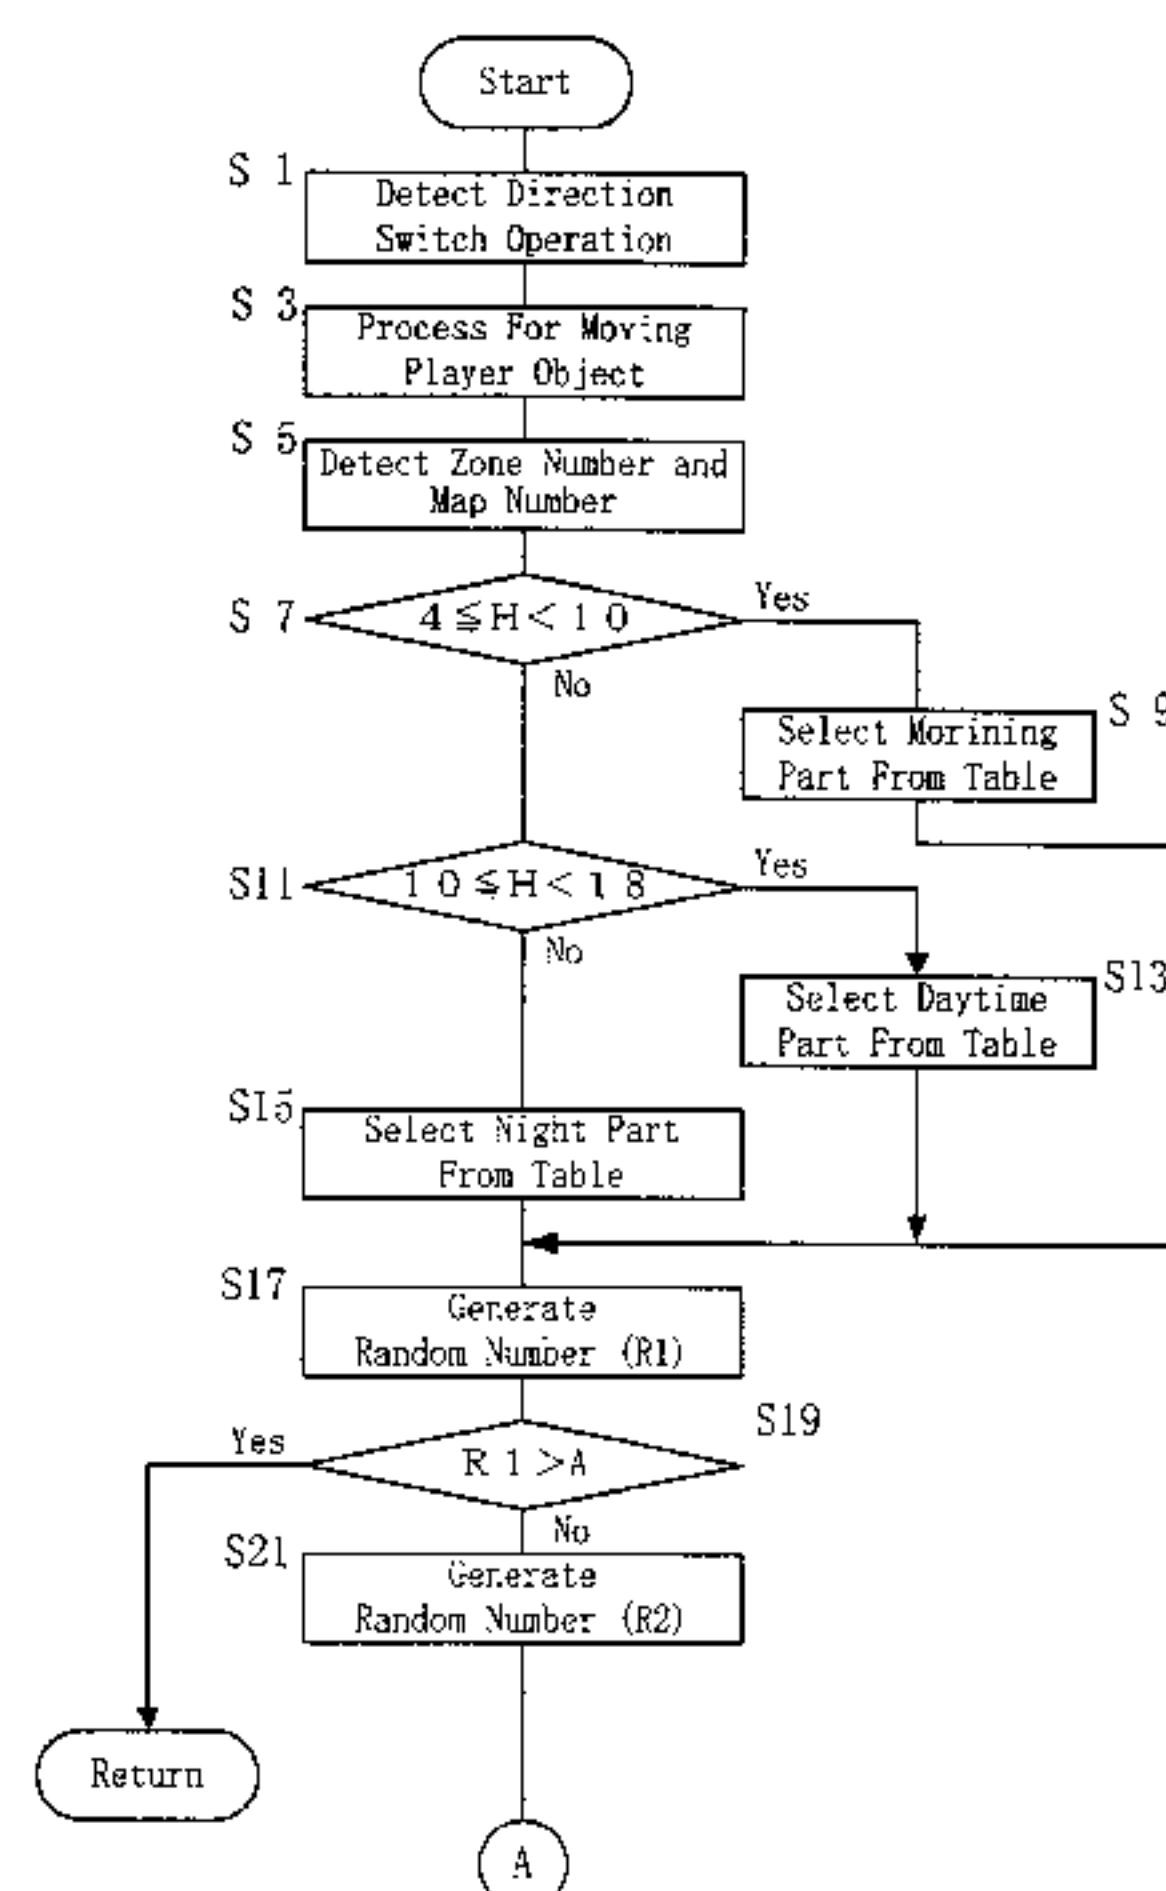 Start
S 1
Detect Direction
Switch Operation
S 3
Process For Moving
Player Object
S 5
Detect Zone Number and
Map Number
S 7
4≦H<10
Yes
No
S 9
Select Morining
Part From Table
S11
10≦H<18
Yes
No
S13
Select Daytime
Part From Table
S15
Select Night Part
From Table
S17
Generate
Random Number (R1)
S19
Yes
R1>A
No
S21
Generate
Random Number (R2)
Return
A